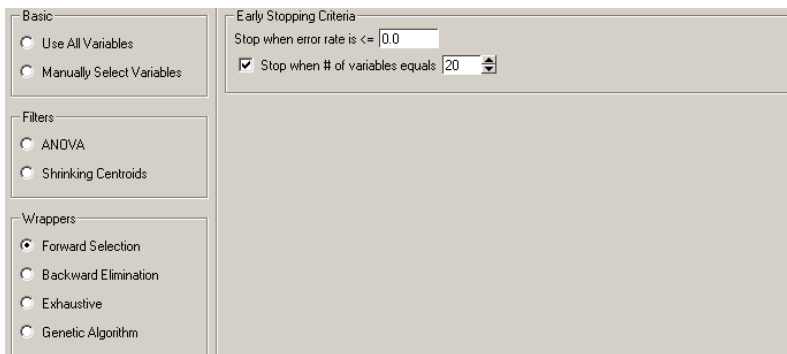 Basic
Use All Variables
Manually Select Variables
Filters
ANOVA
Shrinking Centroids
Wrappers
Forward Selection
Backward Elimination
Exhaustive
Genetic Algorithm
Early Stopping Criteria
Stop when error rate is <= 0.0
Stop when # of variables equals 20